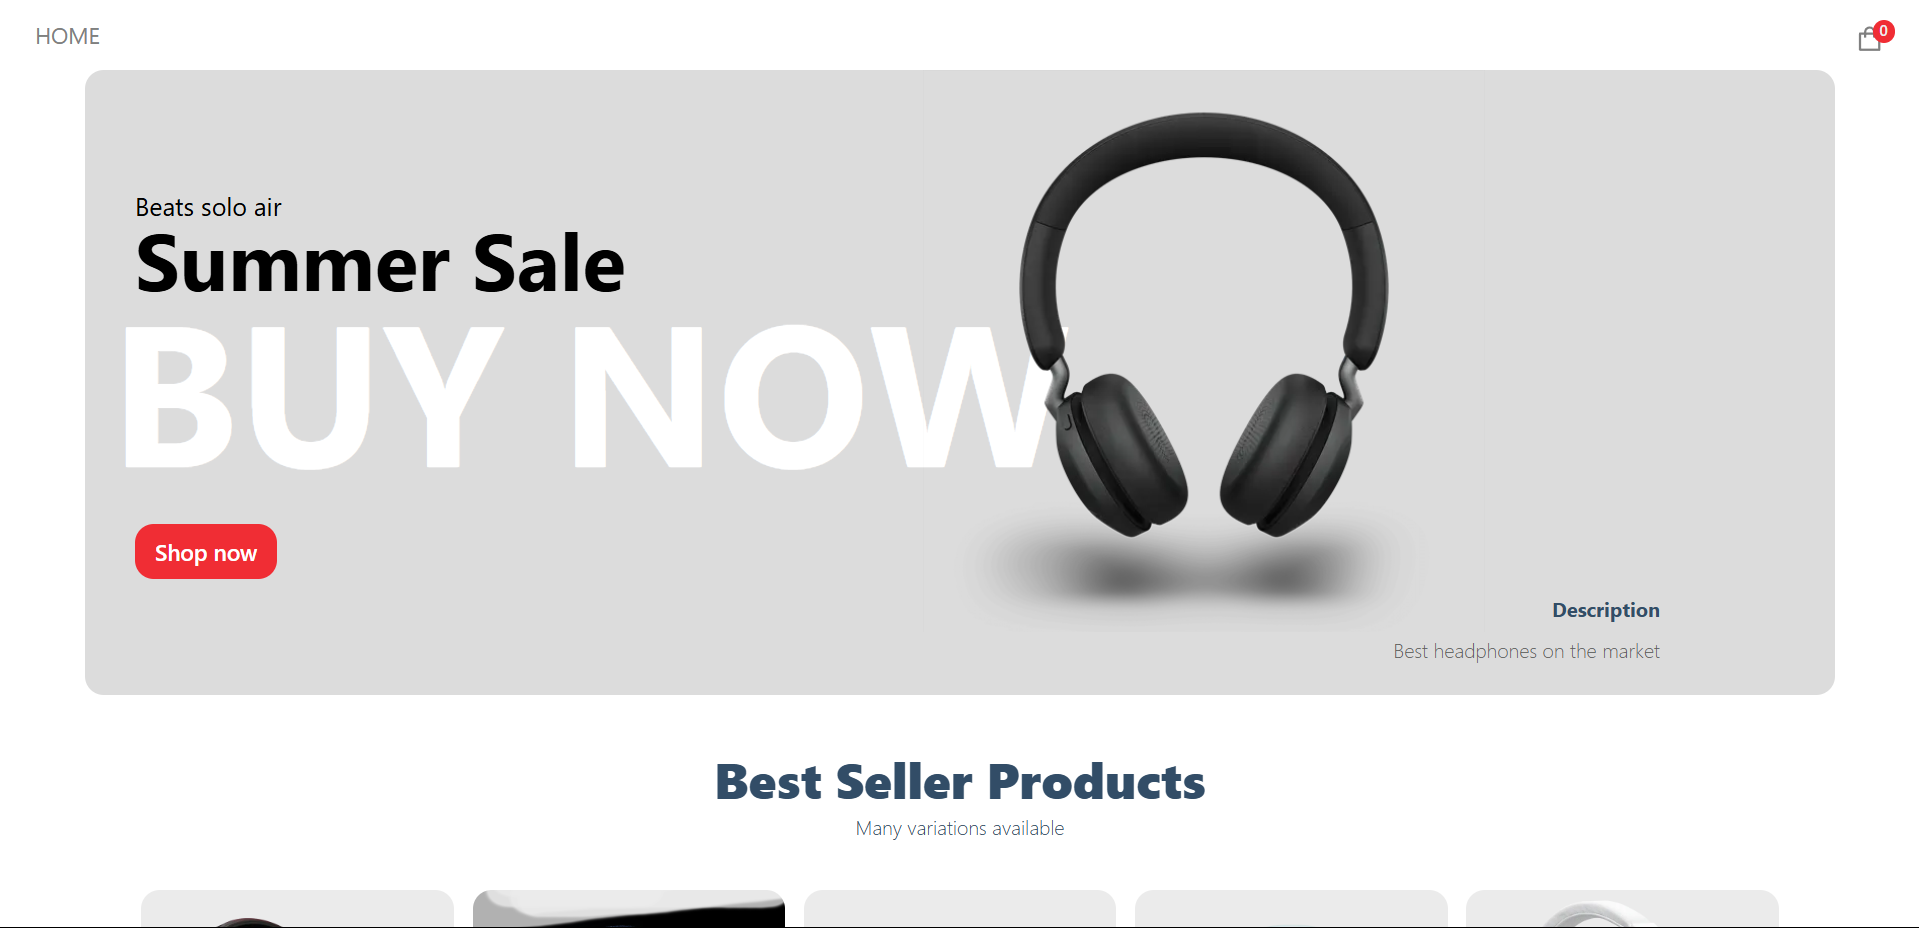 HOME
0
Beats solo air
Summer Sale
BUY NOW
Shop now
Description
Best headphones on the market
Best Seller Products
Many variations available